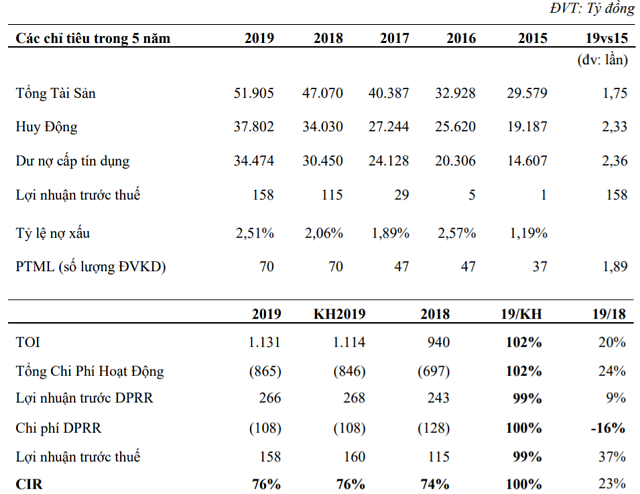 ĐVT: Tỷ đồng
Các chỉ tiêu trong 5 năm 2019 2018 2017 2016 2015 19vs15
(đv: lần)
Tổng Tài Sản 51.905 47.070 40.387 32.928 29.579 1,75
Huy Động 37.802 34.030 27.244 25.620 19.187 2,33
Dư nợ cấp tín dụng 34.474 30.450 24.128 20.306 14.607 2,36
Lợi nhuận trước thuế 158 115 29 5 1 158
Tỷ lệ nợ xấu 2,51% 2,06% 1,89% 2,57% 1,19%
PTML (số lượng ĐVKD) 70 70 47 47 37 1,89
2019 KH2019 2018 19/KH 19/18
TOI 1.131 1.114 940 102% 20%
Tổng Chi Phí Hoạt Động (865) (846) (697) 102% 24%
Lợi nhuận trước DPRR 266 268 243 99% 9%
Chi phí DPRR (108) (108) (128) 100% -16%
Lợi nhuận trước thuế 158 160 115 99% 37%
CIR 76% 76% 74% 100% 23%